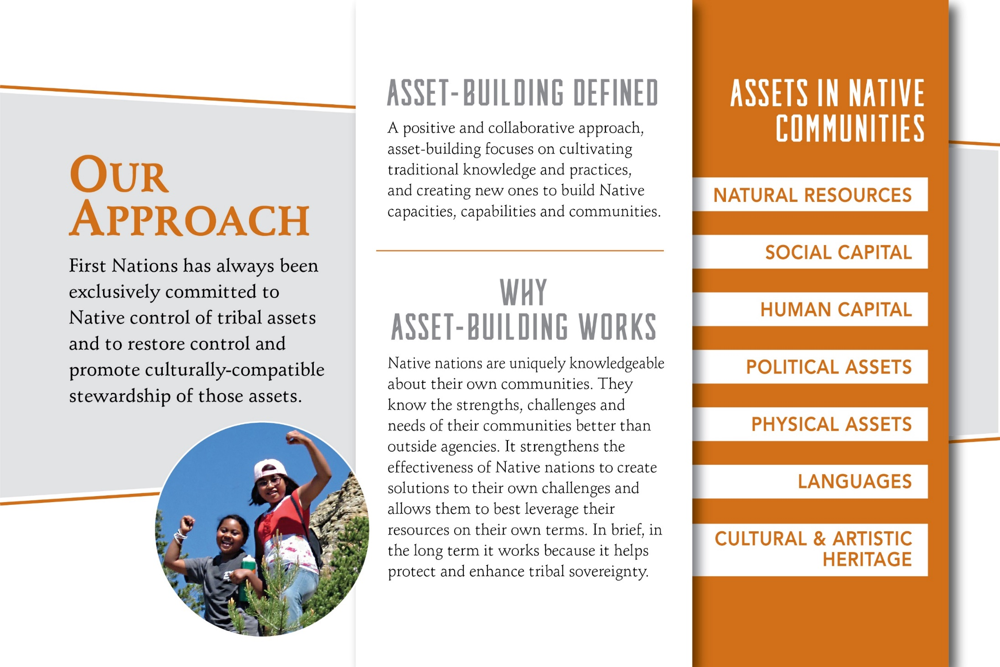 OUR
APPROACH
First Nations has always been
exclusively committed to
Native control of tribal assets
and to restore control and
promote culturally-compatible
stewardship of those assets.
ASSET-BUILDING DEFINED
A positive and collaborative approach,
asset-building focuses on cultivating
traditional knowledge and practices,
and creating new ones to build Native
capacities, capabilities and communities.
WHY
ASSET-BUILDING WORKS
Native nations are uniquely knowledgeable
about their own communities. They
know the strengths, challenges and
needs of their communities better than
outside agencies. It strengthens the
effectiveness of Native nations to create
solutions to their own challenges and
allows them to best leverage their
resources on their own terms. In brief, in
the long term it works because it helps
protect and enhance tribal sovereignty.
ASSETS IN NATIVE
COMMUNITIES
NATURAL RESOURCES
SOCIAL CAPITAL
HUMAN CAPITAL
POLITICAL ASSETS
PHYSICAL ASSETS
LANGUAGES
CULTURAL & ARTISTIC
HERITAGE